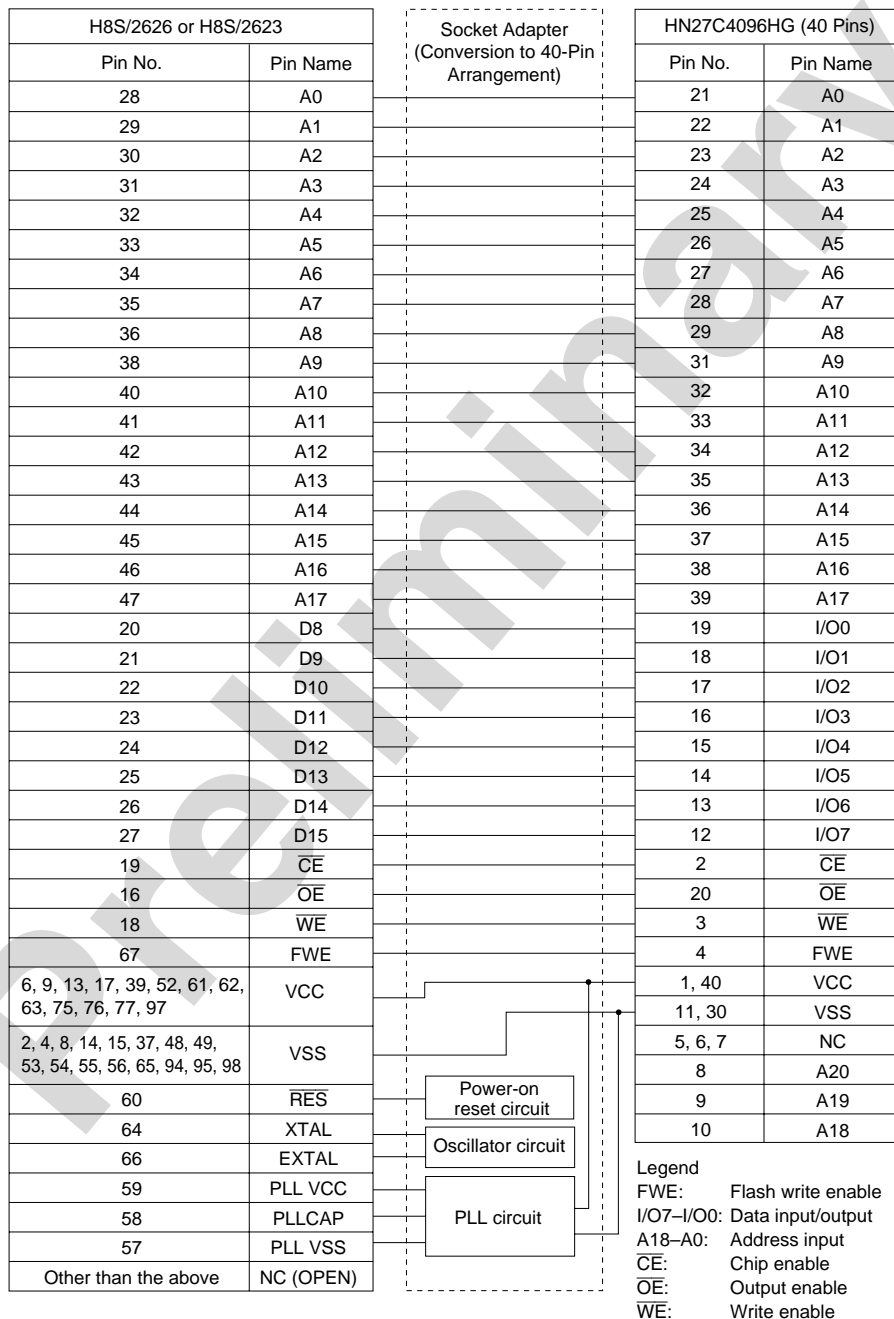 H8S/2626 or H8S/2623
Pin No. Pin Name
Socket Adapter
(Conversion to 40-Pin
Arrangement)
HN27C4096HG (40 Pins)
Pin No. Pin Name
28 A0 21 A0
29 A1 22 A1
30 A2 23 A2
31 A3 24 A3
32 A4 25 A4
33 A5 26 A5
34 A6 27 A6
35 A7 28 A7
36 A8 29 A8
38 A9 31 A9
40 A10 32 A10
41 A11 33 A11
42 A12 34 A12
43 A13 35 A13
44 A14 36 A14
45 A15 37 A15
46 A16 38 A16
47 A17 39 A17
20 D8 19 I/O0
21 D9 18 I/O1
22 D10 17 I/O2
23 D11 16 I/O3
24 D12 15 I/O4
25 D13 14 I/O5
26 D14 13 I/O6
27 D15 12 I/O7
19 CE 2 CE
16 OE 20 OE
18 WE 3 WE
67 FWE 4 FWE
6, 9, 13, 17, 39, 52, 61, 62,
63, 75, 76, 77, 97
VCC
1, 40 VCC
11, 30 VSS
2, 4, 8, 14, 15, 37, 48, 49,
53, 54, 55, 56, 65, 94, 95, 98
VSS
5, 6, 7 NC
8 A20
60 RES
Power-on
reset circuit
9 A19
64 XTAL
Oscillator circuit
10 A18
66 EXTAL
59 PLL VCC
58 PLLCAP
PLL circuit
57 PLL VSS
Other than the above NC (OPEN)
Legend
FWE: Flash write enable
I/O7–I/O0: Data input/output
A18–A0: Address input
CE: Chip enable
OE: Output enable
WE: Write enable
Preliminary